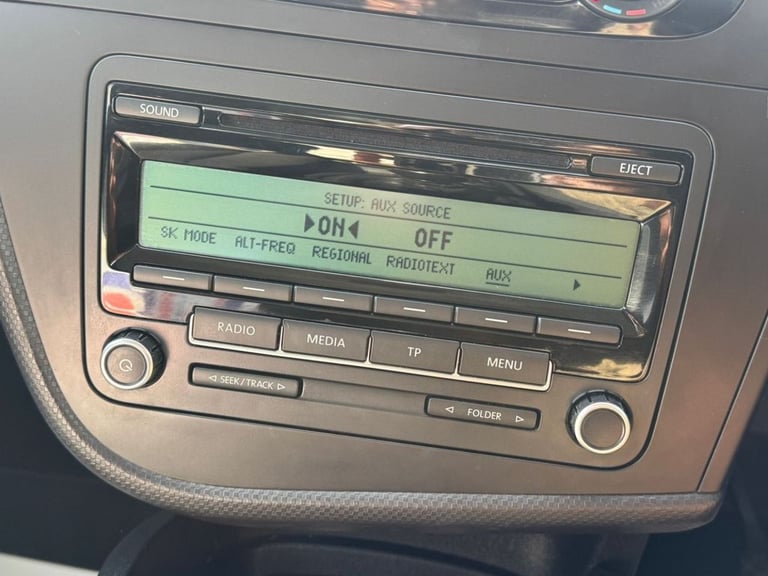 SOUND
EJECT
SETUP: AUX SOURCE
▶ON◀ OFF
SK MODE ALT-FREQ REGIONAL RADIOTEXT AUX ▶
RADIO MEDIA TP MENU
◁ SEEK/TRACK ▷
◁ FOLDER ▷